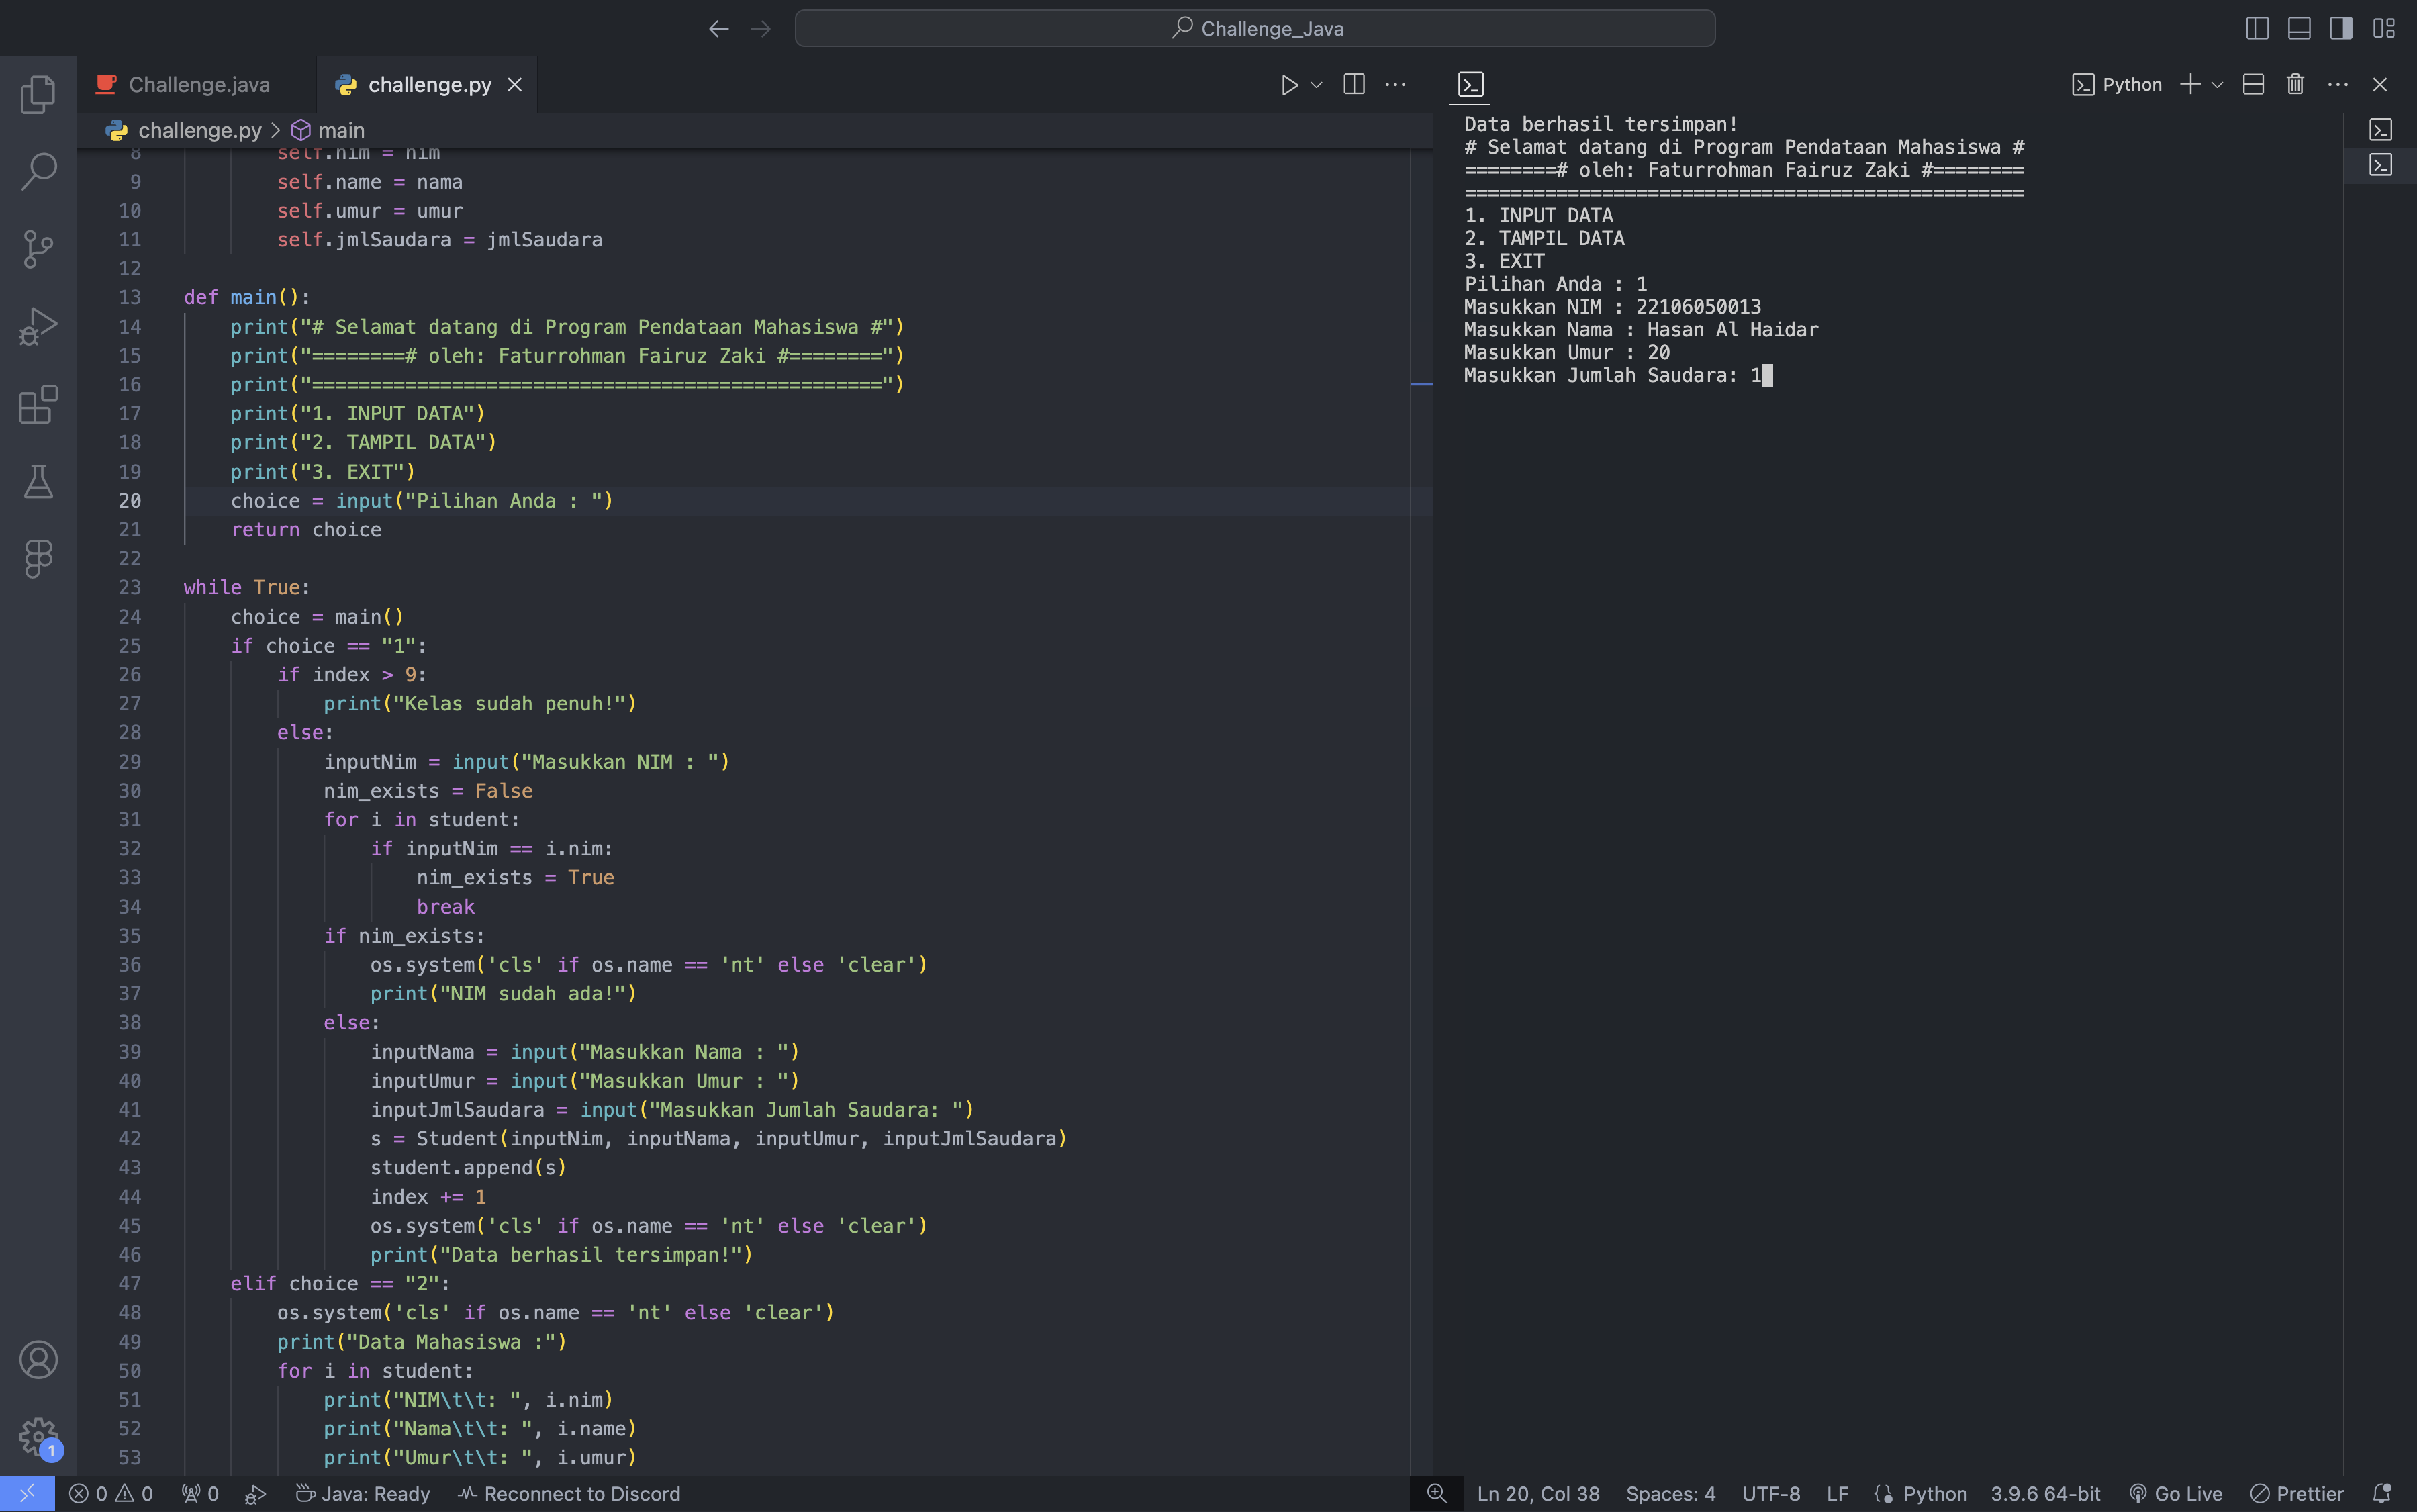 Challenge_Java
Challenge.java
challenge.py
challenge.py > main
8 self.nim = nim
9 self.name = nama
10 self.umur = umur
11 self.jmlSaudara = jmlSaudara
12
13 def main():
14 print("# Selamat datang di Program Pendataan Mahasiswa #")
15 print("========# oleh: Faturrohman Fairuz Zaki #========")
16 print("=================================================")
17 print("1. INPUT DATA")
18 print("2. TAMPIL DATA")
19 print("3. EXIT")
20 choice = input("Pilihan Anda : ")
21 return choice
22
23 while True:
24 choice = main()
25 if choice == "1":
26 if index > 9:
27 print("Kelas sudah penuh!")
28 else:
29 inputNim = input("Masukkan NIM : ")
30 nim_exists = False
31 for i in student:
32 if inputNim == i.nim:
33 nim_exists = True
34 break
35 if nim_exists:
36 os.system('cls' if os.name == 'nt' else 'clear')
37 print("NIM sudah ada!")
38 else:
39 inputNama = input("Masukkan Nama : ")
40 inputUmur = input("Masukkan Umur : ")
41 inputJmlSaudara = input("Masukkan Jumlah Saudara: ")
42 s = Student(inputNim, inputNama, inputUmur, inputJmlSaudara)
43 student.append(s)
44 index += 1
45 os.system('cls' if os.name == 'nt' else 'clear')
46 print("Data berhasil tersimpan!")
47 elif choice == "2":
48 os.system('cls' if os.name == 'nt' else 'clear')
49 print("Data Mahasiswa :")
50 for i in student:
51 print("NIM\t\t: ", i.nim)
52 print("Nama\t\t: ", i.name)
53 print("Umur\t\t: ", i.umur)
Python
Data berhasil tersimpan!
# Selamat datang di Program Pendataan Mahasiswa #
========# oleh: Faturrohman Fairuz Zaki #========
=================================================
1. INPUT DATA
2. TAMPIL DATA
3. EXIT
Pilihan Anda : 1
Masukkan NIM : 22106050013
Masukkan Nama : Hasan Al Haidar
Masukkan Umur : 20
Masukkan Jumlah Saudara: 1
1
0 0 0 Java: Ready Reconnect to Discord Ln 20, Col 38 Spaces: 4 UTF-8 LF Python 3.9.6 64-bit Go Live Prettier